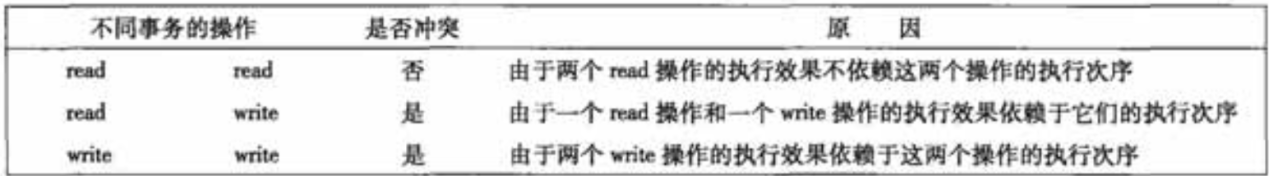 不同事务的操作 是否冲突 原 因
read read 否 由于两个 read 操作的执行效果不依赖这两个操作的执行次序
read write 是 由于一个 read 操作和一个 write 操作的执行效果依赖于它们的执行次序
write write 是 由于两个 write 操作的执行效果依赖于这两个操作的执行次序